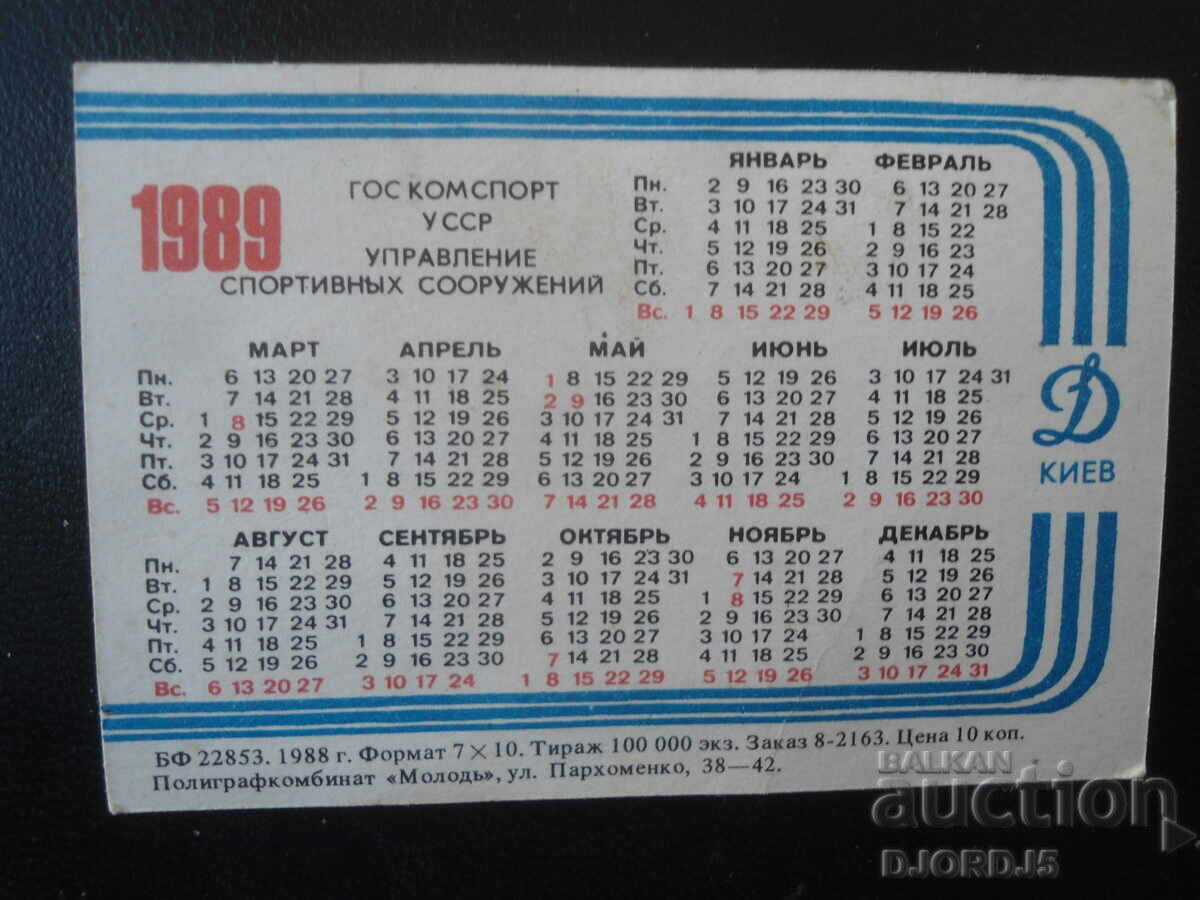 1989
ГОСКОМСПОРТ
УССР
УПРАВЛЕНИЕ
СПОРТИВНЫХ СООРУЖЕНИЙ
ЯНВАРЬ ФЕВРАЛЬ
Пн. 2 9 16 23 30 6 13 20 27
Вт. 3 10 17 24 31 7 14 21 28
Ср. 4 11 18 25 1 8 15 22
Чт. 5 12 19 26 2 9 16 23
Пт. 6 13 20 27 3 10 17 24
Сб. 7 14 21 28 4 11 18 25
Вс. 1 8 15 22 29 5 12 19 26
МАРТ АПРЕЛЬ МАЙ ИЮНЬ ИЮЛЬ
Пн. 6 13 20 27 3 10 17 24 1 8 15 22 29 5 12 19 26 3 10 17 24 31
Вт. 7 14 21 28 4 11 18 25 2 9 16 23 30 6 13 20 27 4 11 18 25
Ср. 1 8 15 22 29 5 12 19 26 3 10 17 24 31 7 14 21 28 5 12 19 26
Чт. 2 9 16 23 30 6 13 20 27 4 11 18 25 1 8 15 22 29 6 13 20 27
Пт. 3 10 17 24 31 7 14 21 28 5 12 19 26 2 9 16 23 30 7 14 21 28
Сб. 4 11 18 25 1 8 15 22 29 6 13 20 27 3 10 17 24 1 8 15 22 29
Вс. 5 12 19 26 2 9 16 23 30 7 14 21 28 4 11 18 25 2 9 16 23 30
Д
КИЕВ
АВГУСТ СЕНТЯБРЬ ОКТЯБРЬ НОЯБРЬ ДЕКАБРЬ
Пн. 7 14 21 28 4 11 18 25 2 9 16 23 30 6 13 20 27 4 11 18 25
Вт. 1 8 15 22 29 5 12 19 26 3 10 17 24 31 7 14 21 28 5 12 19 26
Ср. 2 9 16 23 30 6 13 20 27 4 11 18 25 1 8 15 22 29 6 13 20 27
Чт. 3 10 17 24 31 7 14 21 28 5 12 19 26 2 9 16 23 30 7 14 21 28
Пт. 4 11 18 25 1 8 15 22 29 6 13 20 27 3 10 17 24 1 8 15 22 29
Сб. 5 12 19 26 2 9 16 23 30 7 14 21 28 4 11 18 25 2 9 16 23 30
Вс. 6 13 20 27 3 10 17 24 1 8 15 22 29 5 12 19 26 3 10 17 24 31
БФ 22853. 1988 г. Формат 7×10. Тираж 100 000 экз. Заказ 8-2163. Цена 10 коп.
Полиграфкомбинат «Молодь», ул. Пархоменко, 38—42.
BALKAN
auction
DJORDJ5